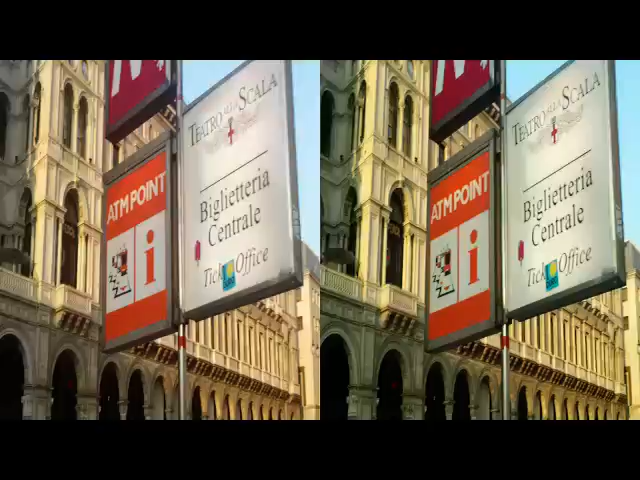 M
TEATRO ALLA SCALA
ATM POINT
i
Biglietteria
Centrale
Tick Office
M
TEATRO ALLA SCALA
ATM POINT
i
Biglietteria
Centrale
Tick Office